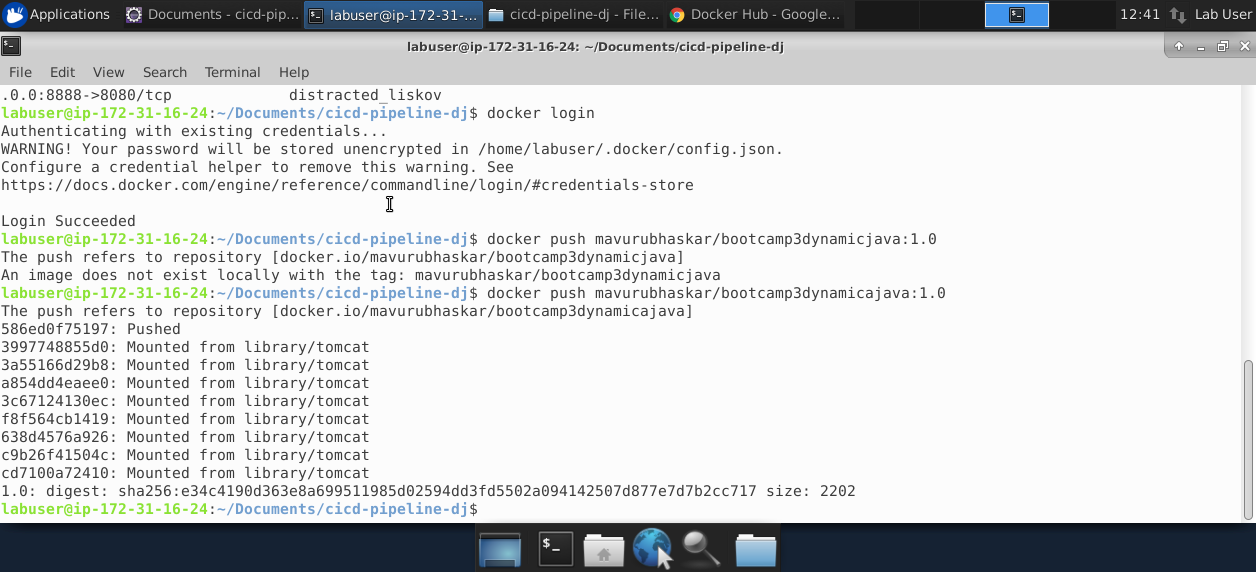 Applications
Documents - cicd-pip...
labuser@ip-172-31-...
cicd-pipeline-dj - File...
Docker Hub - Google...
12:41
Lab User
labuser@ip-172-31-16-24: ~/Documents/cicd-pipeline-dj
File Edit View Search Terminal Help
.0.0:8888->8080/tcp distracted_liskov
labuser@ip-172-31-16-24:~/Documents/cicd-pipeline-dj$ docker login
Authenticating with existing credentials...
WARNING! Your password will be stored unencrypted in /home/labuser/.docker/config.json.
Configure a credential helper to remove this warning. See
https://docs.docker.com/engine/reference/commandline/login/#credentials-store
Login Succeeded
labuser@ip-172-31-16-24:~/Documents/cicd-pipeline-dj$ docker push mavurubhaskar/bootcamp3dynamicjava:1.0
The push refers to repository [docker.io/mavurubhaskar/bootcamp3dynamicjava]
An image does not exist locally with the tag: mavurubhaskar/bootcamp3dynamicjava
labuser@ip-172-31-16-24:~/Documents/cicd-pipeline-dj$ docker push mavurubhaskar/bootcamp3dynamicajava:1.0
The push refers to repository [docker.io/mavurubhaskar/bootcamp3dynamicajava]
586ed0f75197: Pushed
3997748855d0: Mounted from library/tomcat
3a55166d29b8: Mounted from library/tomcat
a854dd4eaee0: Mounted from library/tomcat
3c67124130ec: Mounted from library/tomcat
f8f564cb1419: Mounted from library/tomcat
638d4576a926: Mounted from library/tomcat
c9b26f41504c: Mounted from library/tomcat
cd7100a72410: Mounted from library/tomcat
1.0: digest: sha256:e34c4190d363e8a699511985d02594dd3fd5502a094142507d877e7d7b2cc717 size: 2202
labuser@ip-172-31-16-24:~/Documents/cicd-pipeline-dj$